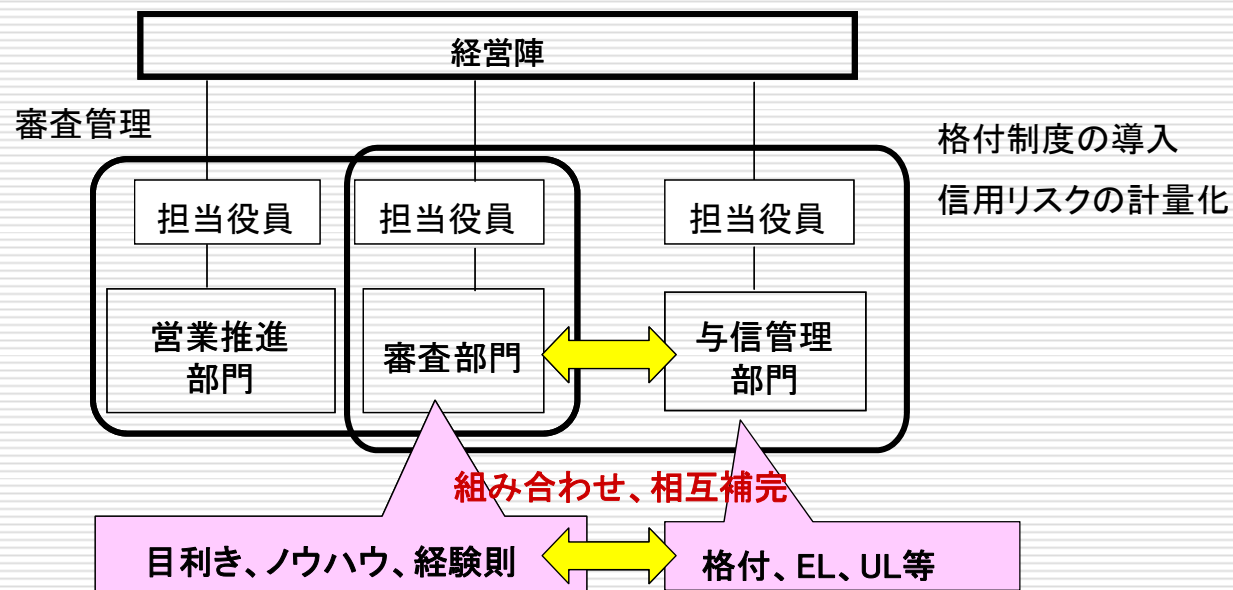 経営陣
審査管理
格付制度の導入
信用リスクの計量化
担当役員
担当役員
担当役員
営業推進
部門
審査部門
与信管理
部門
組み合わせ、相互補完
目利き、ノウハウ、経験則
格付、EL、UL等